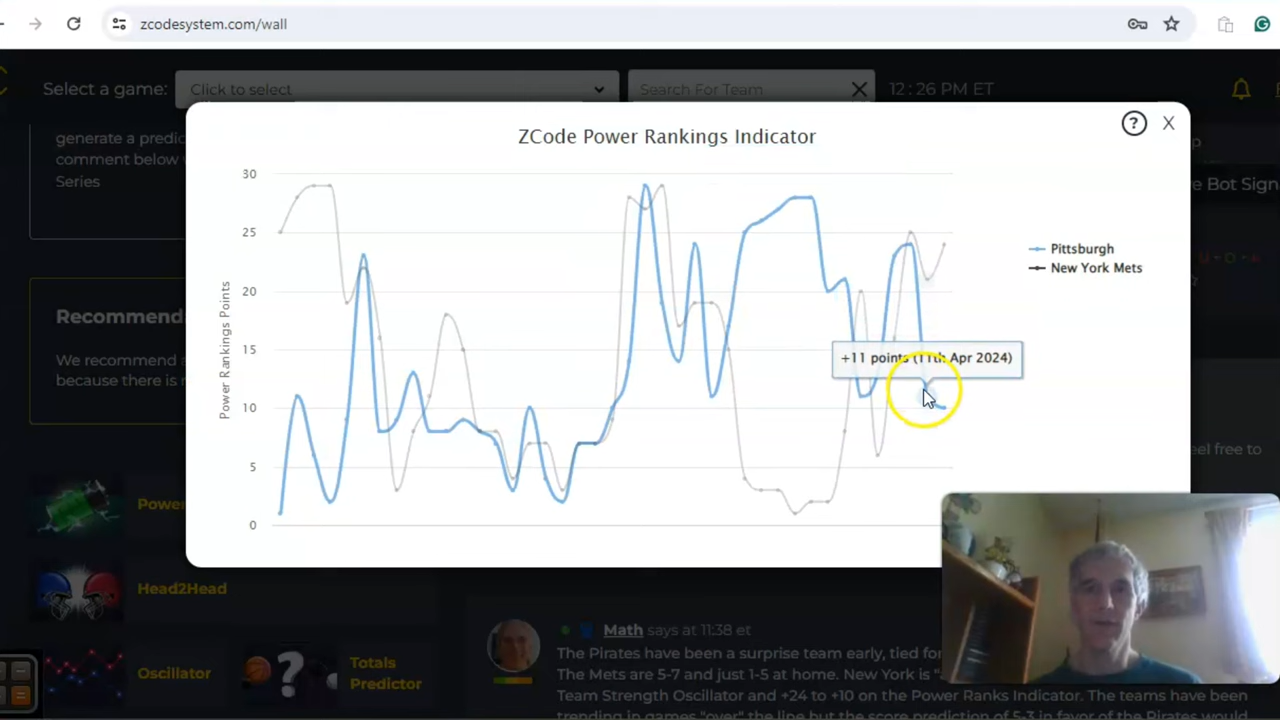 zcodesystem.com/wall
Select a game:
Click to select
Search For Team
12:26 PM ET
generate a predic
comment below
Series
ZCode Power Rankings Indicator
Power Rankings Points
30
25
20
15
10
5
0
Pittsburgh
New York Mets
+11 points (11th Apr 2024)
e Bot Sign
Recommend
We recommend a
because there is
eel free to
Power
Head2Head
Oscillator
Totals
Predictor
Math says at 11:38 et
The Pirates have been a surprise team early, tied fo
The Mets are 5-7 and just 1-5 at home. New York is "
Team Strength Oscillator and +24 to +10 on the Power Ranks Indicator. The teams have been
trending in games "over" the line but the score prediction of 5-3 in favor of the Pirates would